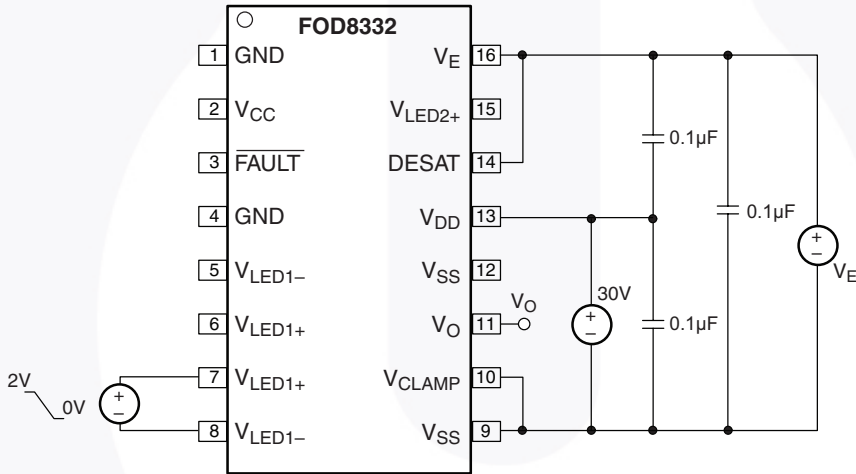 FOD8332
1 GND
2 VCC
3 FAULT
4 GND
5 VLED1–
6 VLED1+
7 VLED1+
8 VLED1–
VE 16
VLED2+ 15
DESAT 14
VDD 13
VSS 12
VO 11
VCLAMP 10
VSS 9
2V
0V
+
–
VO
30V
+
–
0.1µF
0.1µF
0.1µF
+
–
VE